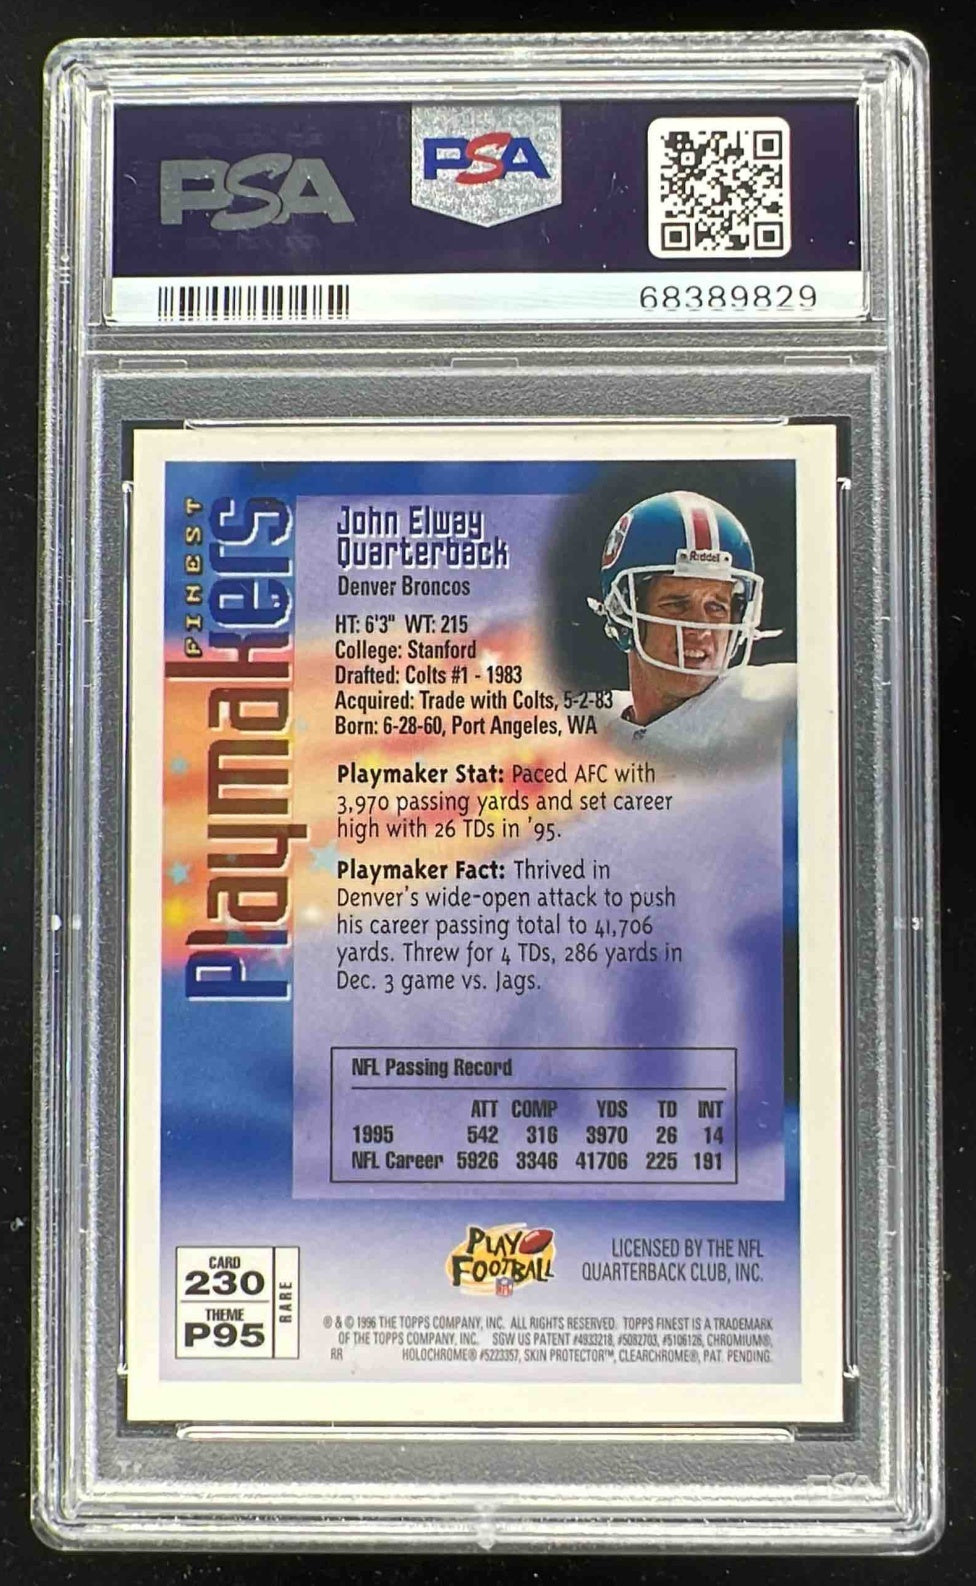 PSA
PSA
68389829
FINEST
Playmakers
John Elway
Quarterback
Denver Broncos
Riddell
HT: 6'3" WT: 215
College: Stanford
Drafted: Colts #1 - 1983
Acquired: Trade with Colts, 5-2-83
Born: 6-28-60, Port Angeles, WA
Playmaker Stat: Paced AFC with
3,970 passing yards and set career
high with 26 TDs in '95.
Playmaker Fact: Thrived in
Denver's wide-open attack to push
his career passing total to 41,706
yards. Threw for 4 TDs, 286 yards in
Dec. 3 game vs. Jags.
NFL Passing Record
ATT COMP YDS TD INT
1995 542 316 3970 26 14
NFL Career 5926 3346 41706 225 191
CARD
230
THEME
P95
RARE
PLAY
FOOTBALL
NFL
LICENSED BY THE NFL
QUARTERBACK CLUB, INC.
® & © 1996 THE TOPPS COMPANY, INC. ALL RIGHTS RESERVED. TOPPS FINEST IS A TRADEMARK
OF THE TOPPS COMPANY, INC. SGW US PATENT #4933218, #5082703, #5106126, CHROMIUM®,
RR HOLOCHROME® #5223357, SKIN PROTECTOR™, CLEARCHROME®, PAT. PENDING.
PSA